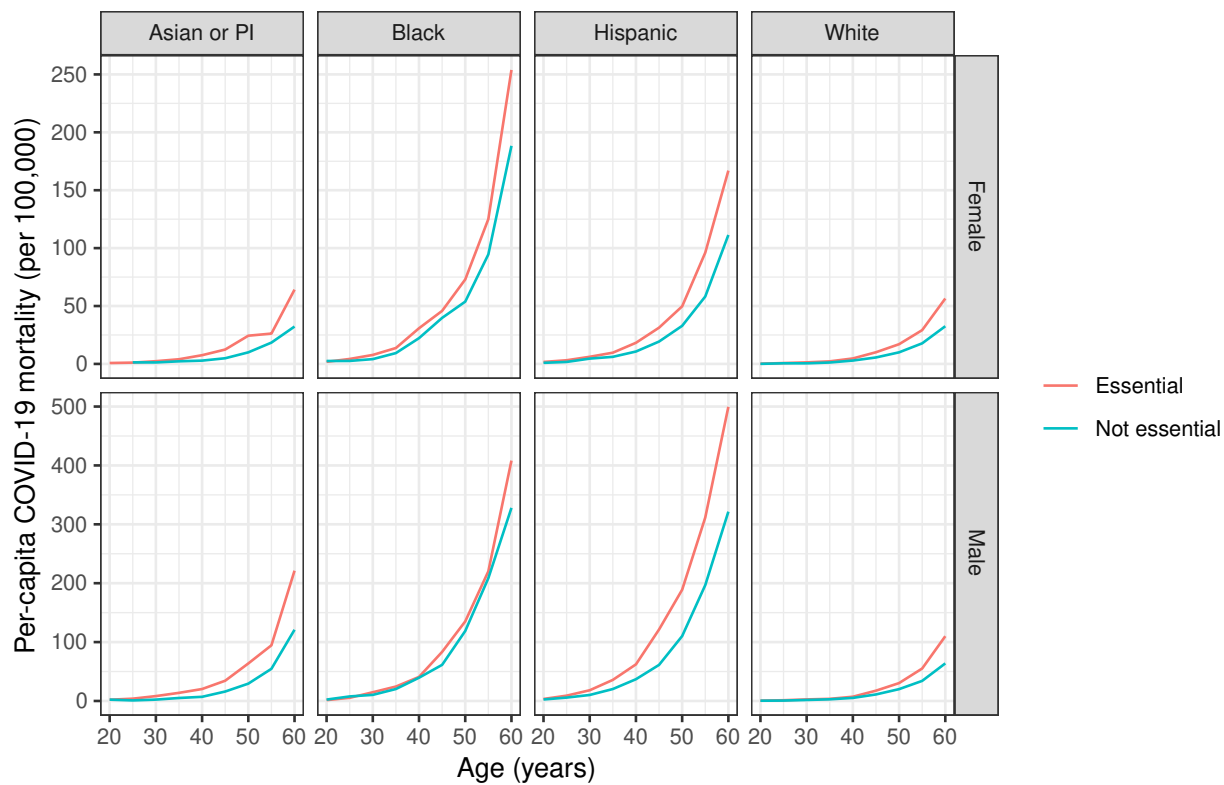 Asian or PI Black Hispanic White
Per-capita COVID-19 mortality (per 100,000)
250
200
150
100
50
0
Female
500
400
300
200
100
0
Male
20 30 40 50 60 20 30 40 50 60 20 30 40 50 60 20 30 40 50 60
Age (years)
Essential
Not essential